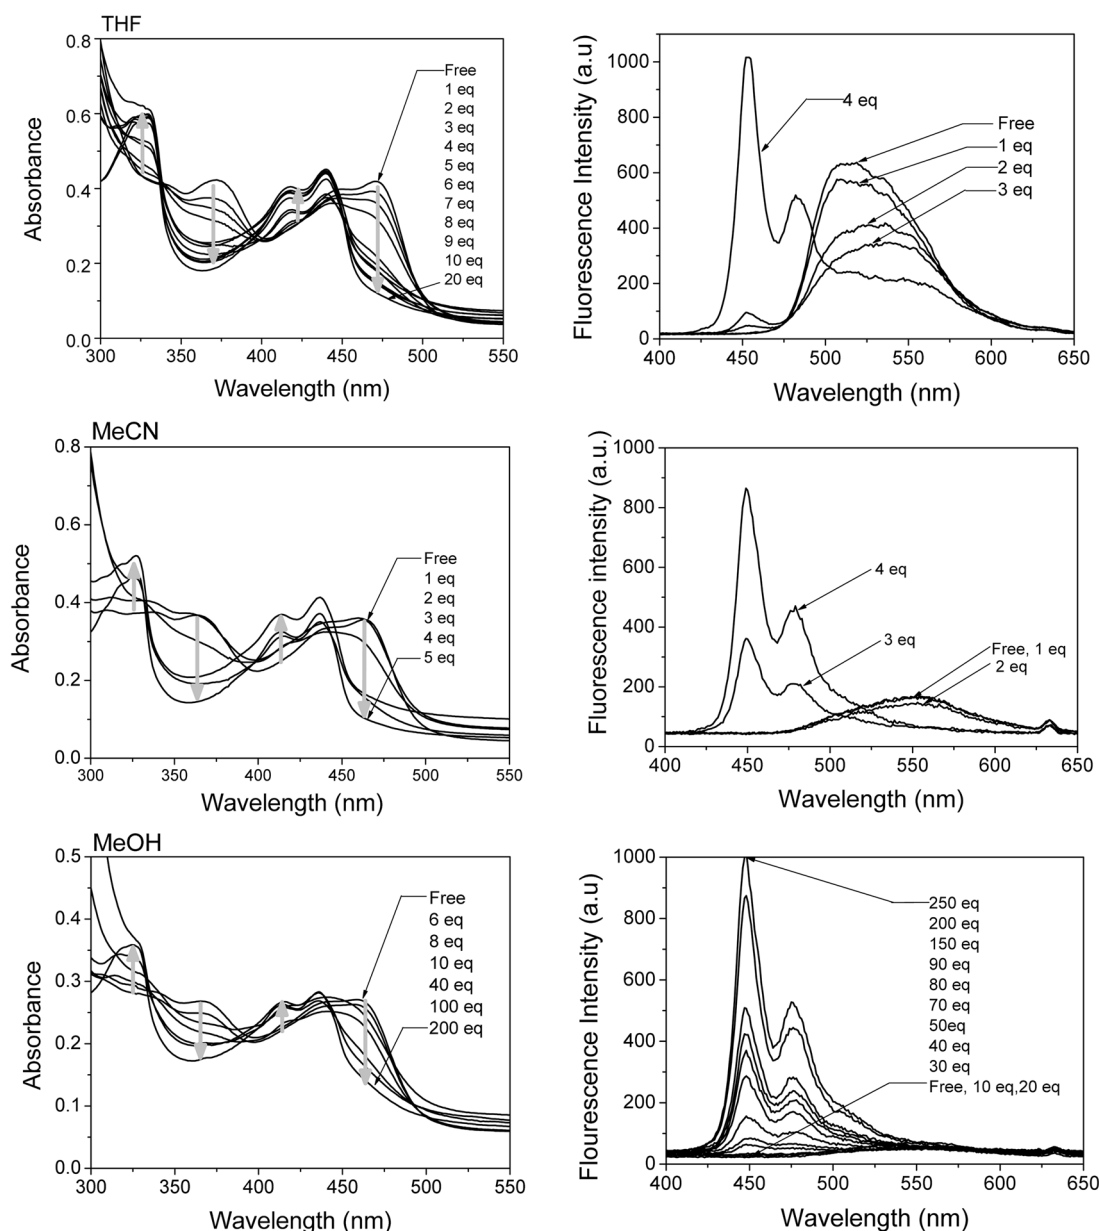 THF
0.8
0.6
0.4
0.2
0.0
300
350
400
450
500
550
Absorbance
Wavelength (nm)
Free
1 eq
2 eq
3 eq
4 eq
5 eq
6 eq
7 eq
8 eq
9 eq
10 eq
20 eq
1000
800
600
400
200
0
400
450
500
550
600
650
Fluorescence Intensity (a.u)
Wavelength (nm)
4 eq
Free
1 eq
2 eq
3 eq
MeCN
0.8
0.6
0.4
0.2
0.0
300
350
400
450
500
550
Absorbance
Wavelength (nm)
Free
1 eq
2 eq
3 eq
4 eq
5 eq
1000
800
600
400
200
0
400
450
500
550
600
650
Fluorescence intensity (a.u.)
Wavelength (nm)
4 eq
3 eq
Free, 1 eq
2 eq
MeOH
0.5
0.4
0.3
0.2
0.1
0.0
300
350
400
450
500
550
Absorbance
Wavelength (nm)
Free
6 eq
8 eq
10 eq
40 eq
100 eq
200 eq
1000
800
600
400
200
0
400
450
500
550
600
650
Flourescence Intensity (a.u)
Wavelength (nm)
250 eq
200 eq
150 eq
90 eq
80 eq
70 eq
50eq
40 eq
30 eq
Free, 10 eq,20 eq